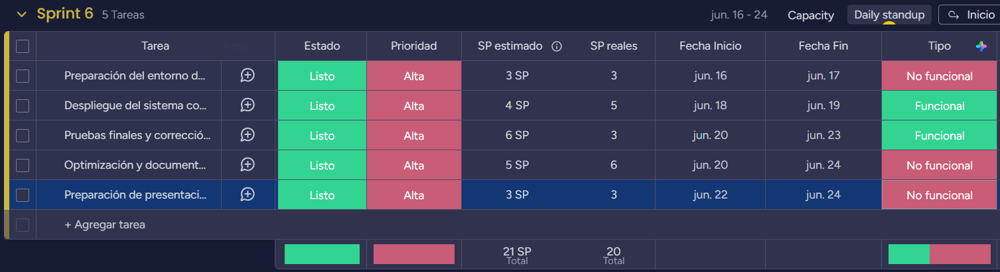 Sprint 6 5 Tareas jun. 16 - 24 Capacity Daily standup Inicio
Tarea Resp Estado Prioridad SP estimado SP reales Fecha Inicio Fecha Fin Tipo
Preparación del entorno d... Listo Alta 3 SP 3 jun. 16 jun. 17 No funcional
Despliegue del sistema co... Listo Alta 4 SP 5 jun. 18 jun. 19 Funcional
Pruebas finales y correcció... Listo Alta 6 SP 3 jun. 20 jun. 23 Funcional
Optimización y document... Listo Alta 5 SP 6 jun. 20 jun. 24 No funcional
Preparación de presentaci... Listo Alta 3 SP 3 jun. 22 jun. 24 No funcional
+ Agregar tarea
21 SP 20
Total Total